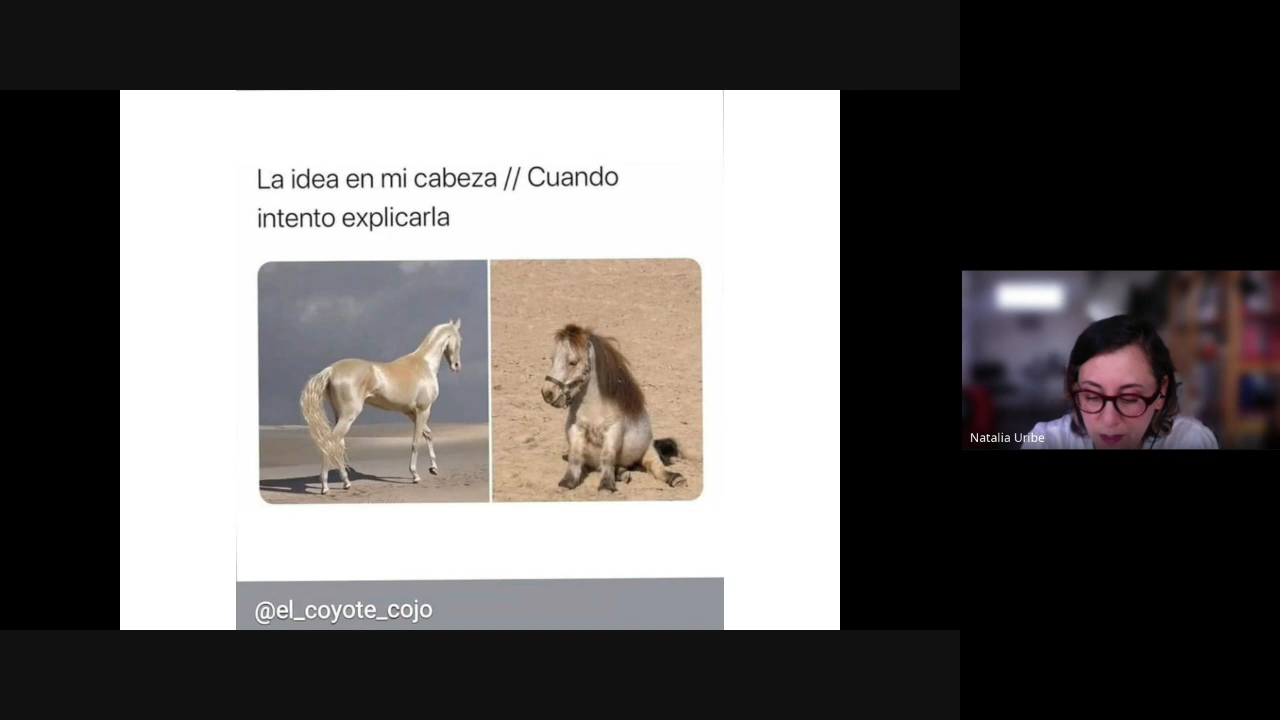 La idea en mi cabeza // Cuando
intento explicarla
@el_coyote_cojo
Natalia Uribe